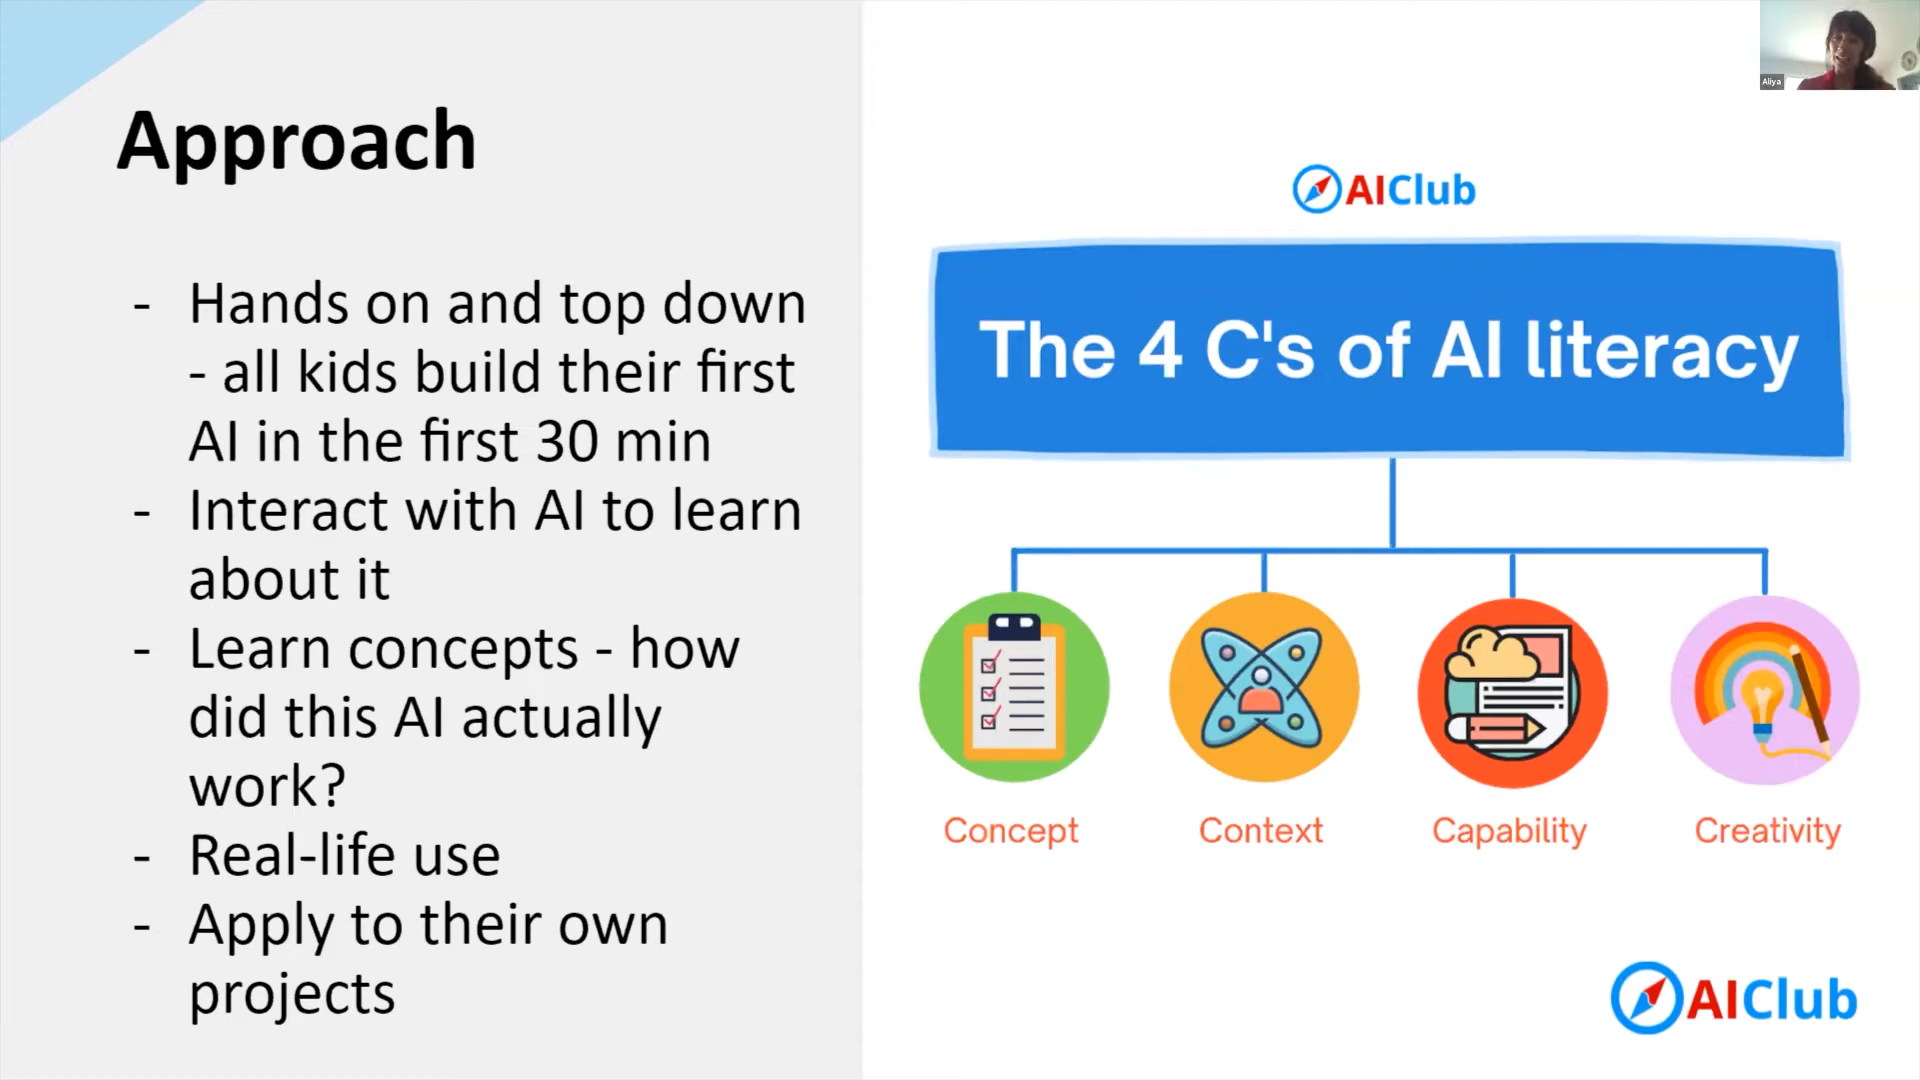 Aliya
Approach
- Hands on and top down
- all kids build their first
AI in the first 30 min
- Interact with AI to learn
about it
- Learn concepts - how
did this AI actually
work?
- Real-life use
- Apply to their own
projects
AIClub
The 4 C's of AI literacy
Concept
Context
Capability
Creativity
AIClub